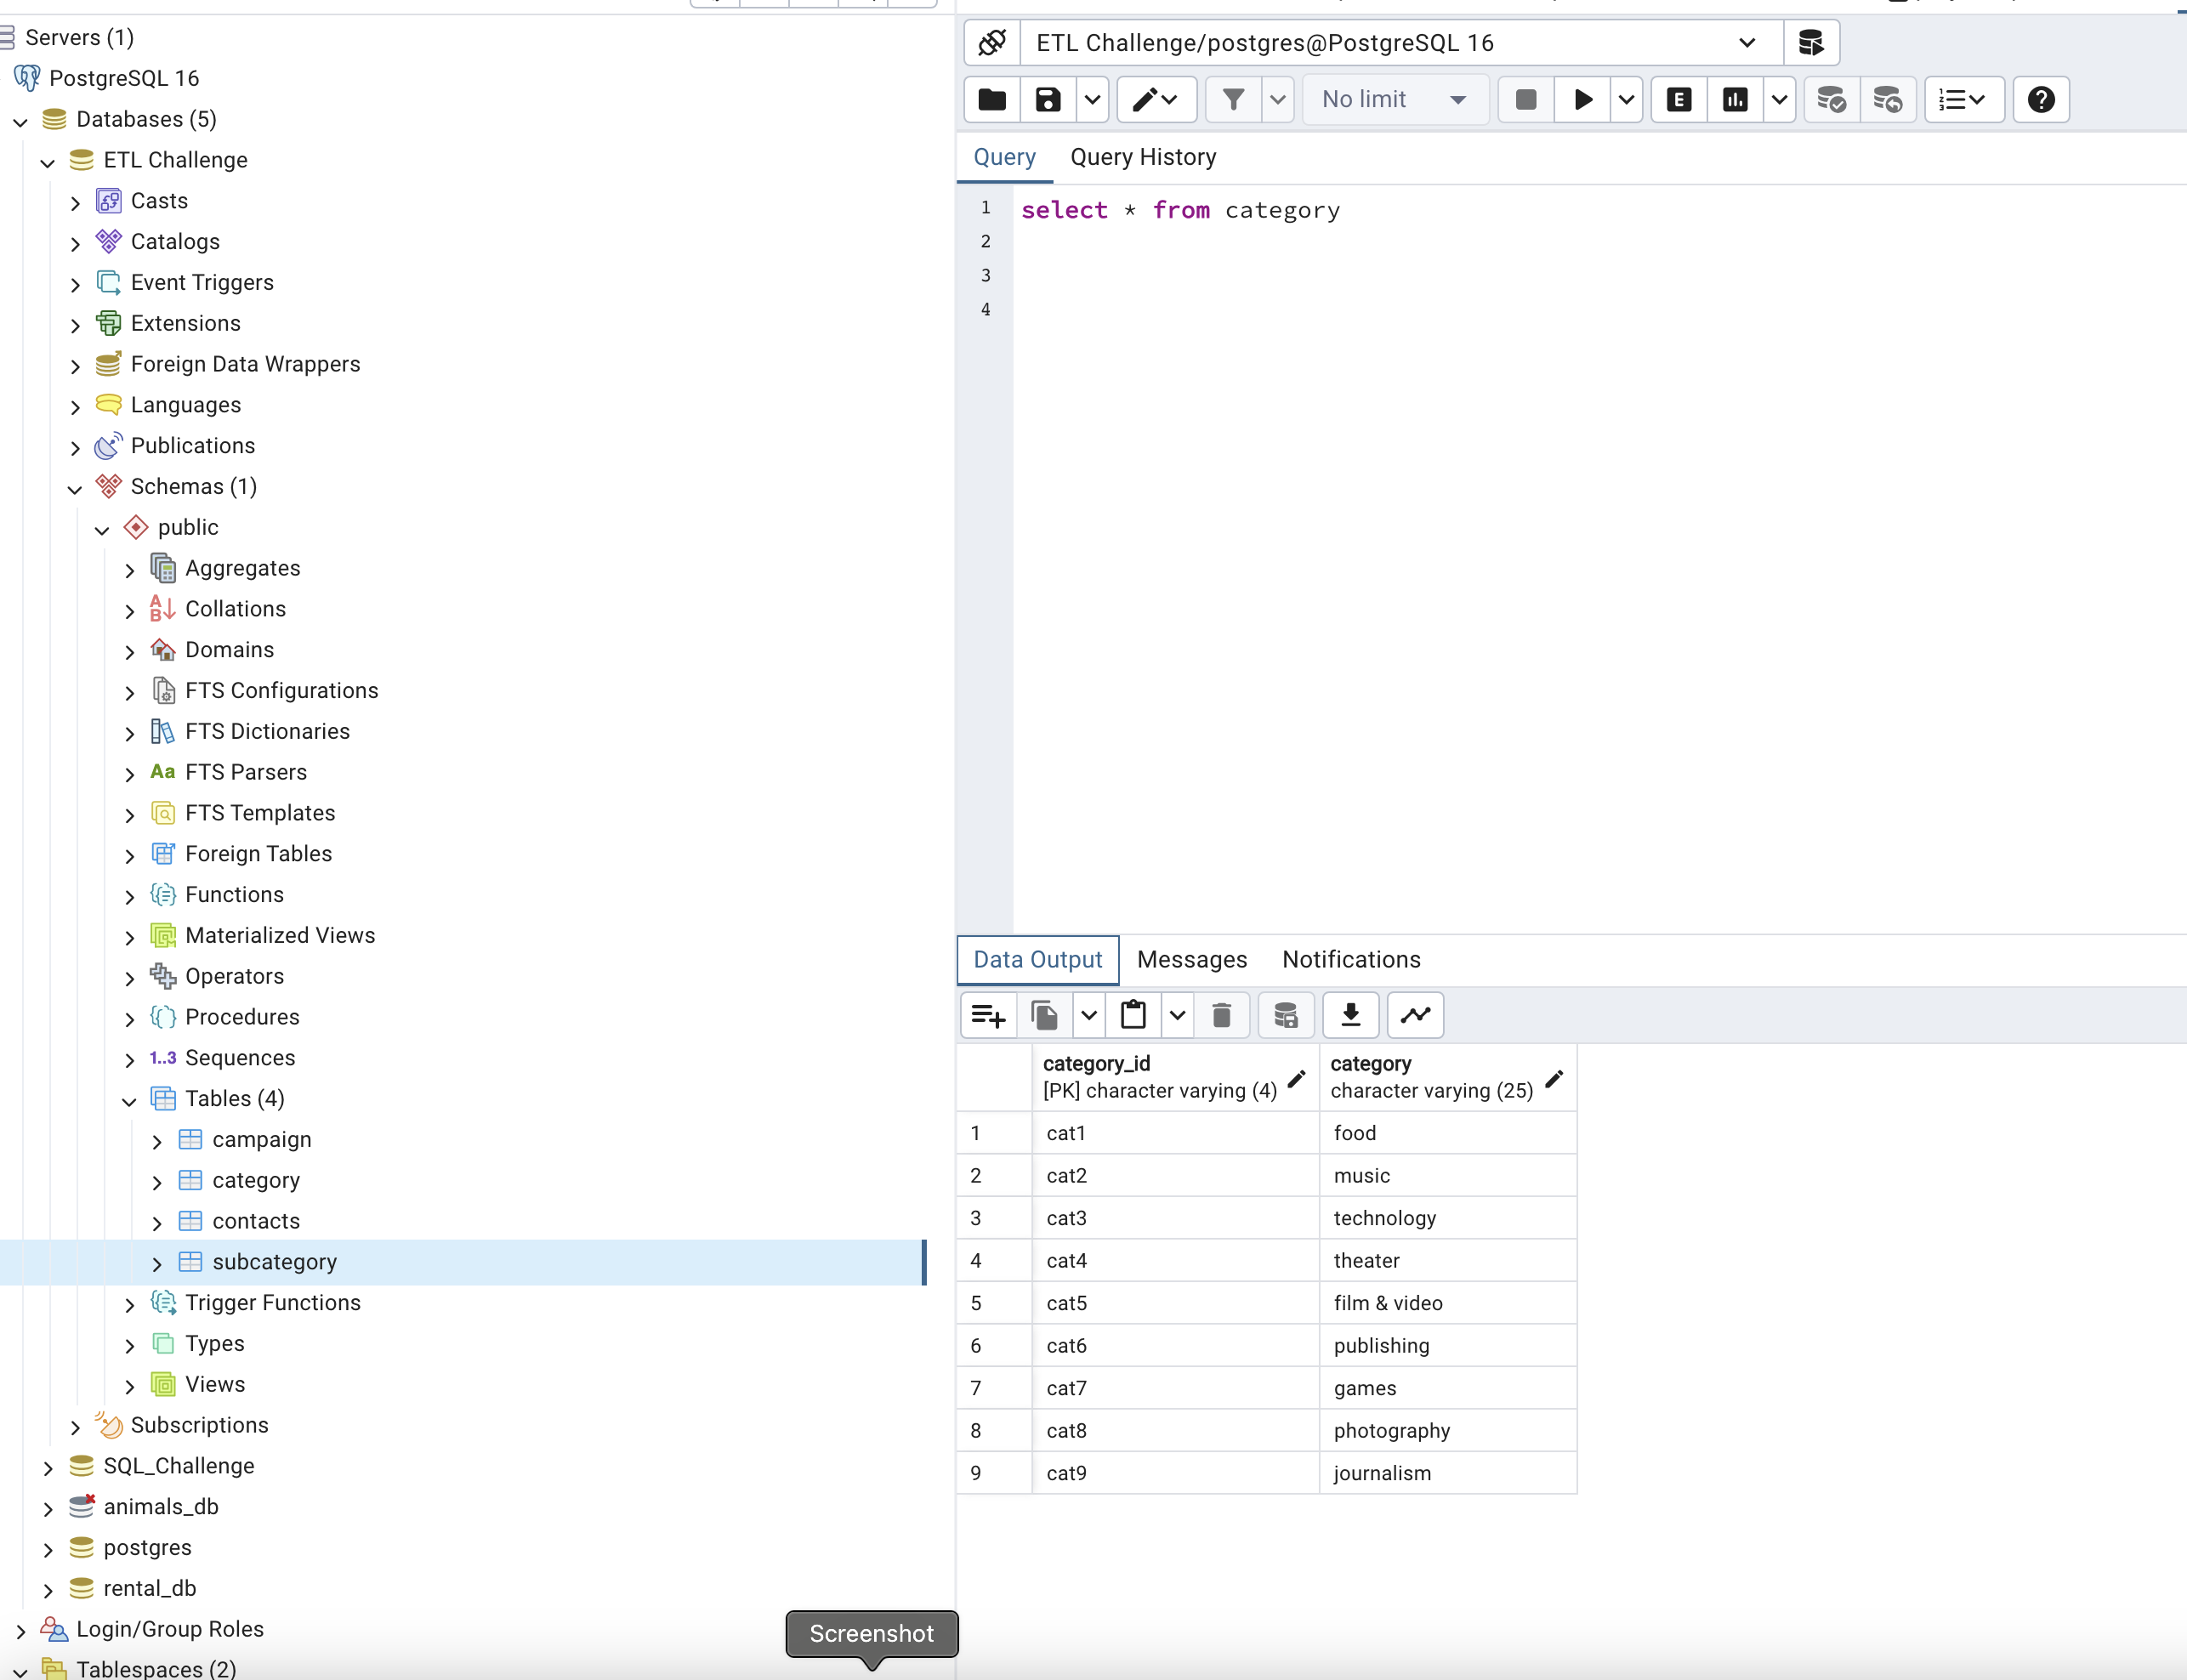 Servers (1)
PostgreSQL 16
Databases (5)
ETL Challenge
Casts
Catalogs
Event Triggers
Extensions
Foreign Data Wrappers
Languages
Publications
Schemas (1)
public
Aggregates
Collations
Domains
FTS Configurations
FTS Dictionaries
Aa FTS Parsers
FTS Templates
Foreign Tables
Functions
Materialized Views
Operators
Procedures
1..3 Sequences
Tables (4)
campaign
category
contacts
subcategory
Trigger Functions
Types
Views
Subscriptions
SQL_Challenge
animals_db
postgres
rental_db
Login/Group Roles
Tablespaces (2)
Screenshot
ETL Challenge/postgres@PostgreSQL 16
No limit E
Query Query History
1 select * from category
2
3
4
Data Output Messages Notifications
category_id category
[PK] character varying (4) character varying (25)
1 cat1 food
2 cat2 music
3 cat3 technology
4 cat4 theater
5 cat5 film & video
6 cat6 publishing
7 cat7 games
8 cat8 photography
9 cat9 journalism